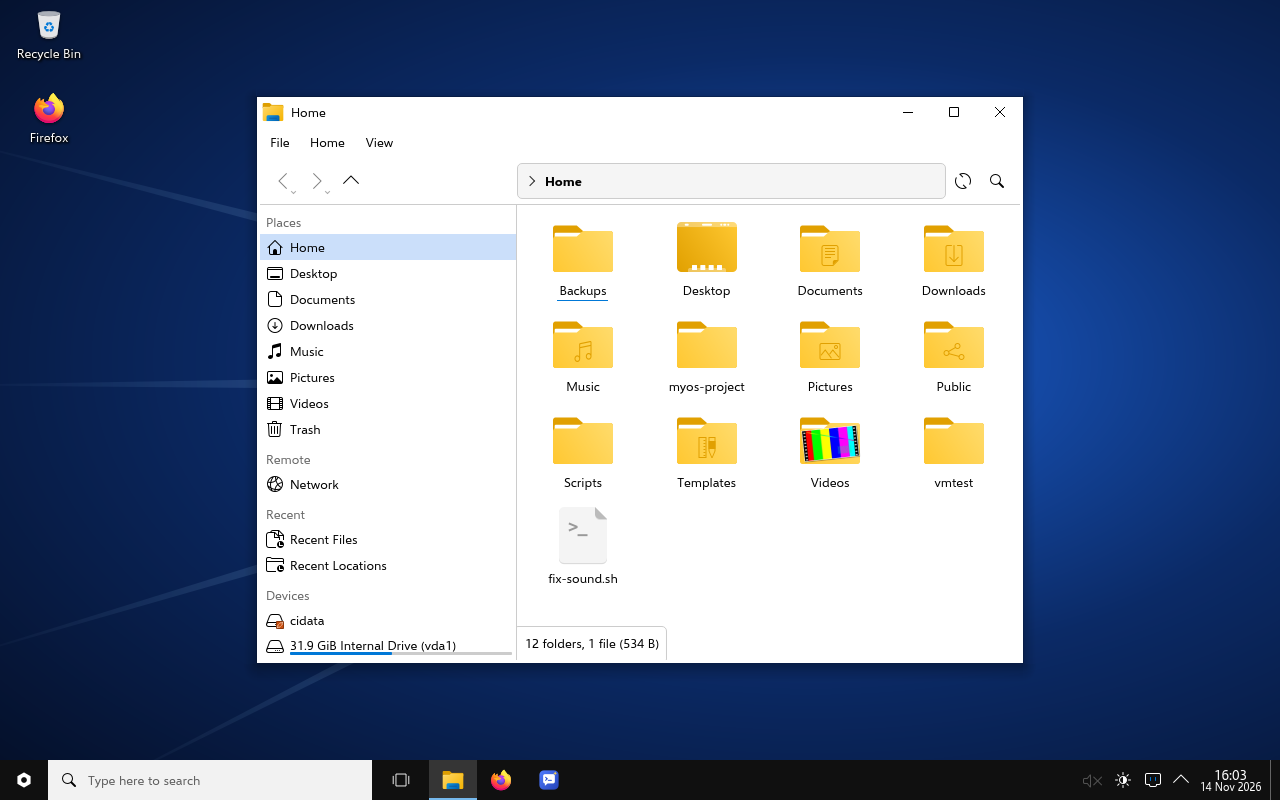 Recycle Bin
Firefox
Home
File Home View
Home
Places
Home
Desktop
Documents
Downloads
Music
Pictures
Videos
Trash
Remote
Network
Recent
Recent Files
Recent Locations
Devices
cidata
31.9 GiB Internal Drive (vda1)
Backups Desktop Documents Downloads
Music myos-project Pictures Public
Scripts Templates Videos vmtest
>_
fix-sound.sh
12 folders, 1 file (534 B)
Type here to search
16:03
14 Nov 2026